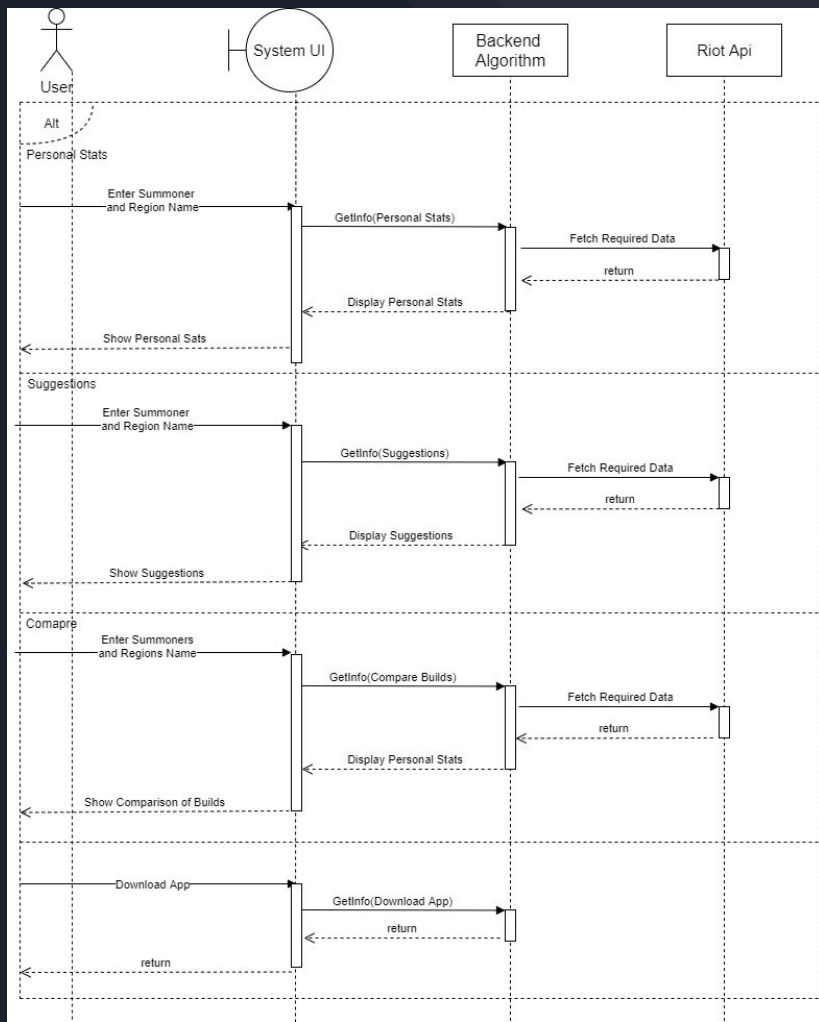 System UI
Backend
Algorithm
Riot Api
User
Alt
Personal Stats
Enter Summoner
and Region Name
GetInfo(Personal Stats)
Fetch Required Data
return
Display Personal Stats
Show Personal Sats
Suggestions
Enter Summoner
and Region Name
GetInfo(Suggestions)
Fetch Required Data
return
Display Suggestions
Show Suggestions
Comapre
Enter Summoners
and Regions Name
GetInfo(Compare Builds)
Fetch Required Data
return
Display Personal Stats
Show Comparison of Builds
Download App
GetInfo(Download App)
return
return